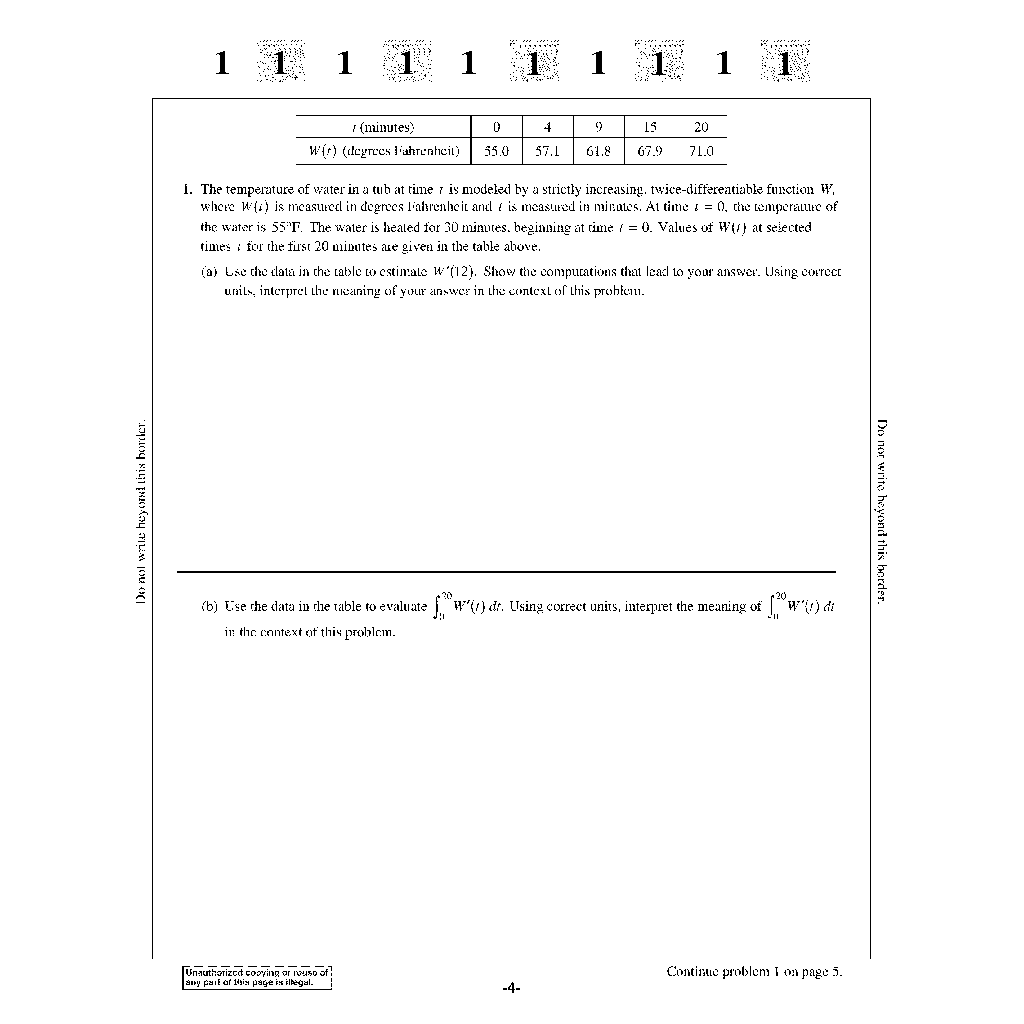 1 1 1 1 1 1 1 1 1 1
t (minutes) 0 4 9 15 20
W(t) (degrees Fahrenheit) 55.0 57.1 61.8 67.9 71.0
1. The temperature of water in a tub at time t is modeled by a strictly increasing, twice-differentiable function W,
where W(t) is measured in degrees Fahrenheit and t is measured in minutes. At time t = 0, the temperature of
the water is 55°F. The water is heated for 30 minutes, beginning at time t = 0. Values of W(t) at selected
times t for the first 20 minutes are given in the table above.
(a) Use the data in the table to estimate W′(12). Show the computations that lead to your answer. Using correct
units, interpret the meaning of your answer in the context of this problem.
Do not write beyond this border.
Do not write beyond this border.
(b) Use the data in the table to evaluate ∫₀²⁰ W′(t) dt. Using correct units, interpret the meaning of ∫₀²⁰ W′(t) dt
in the context of this problem.
Unauthorized copying or reuse of
any part of this page is illegal.
Continue problem 1 on page 5.
-4-